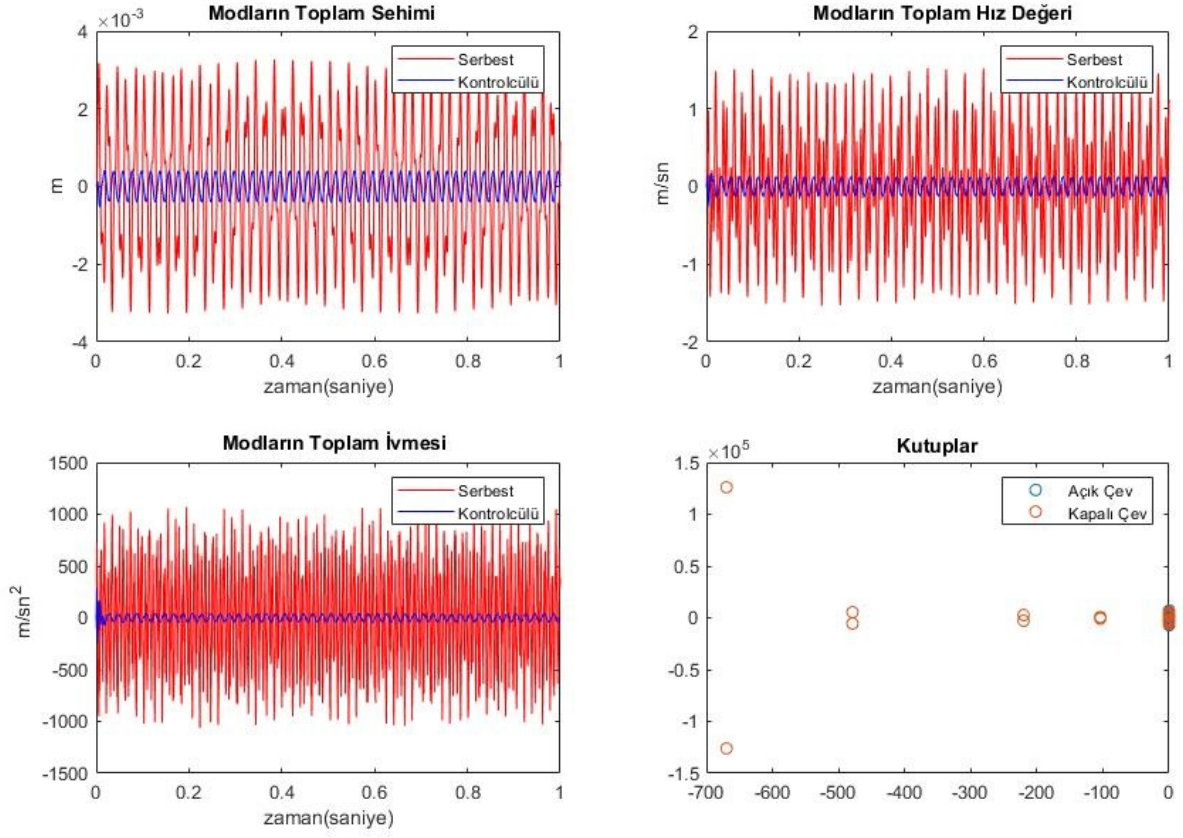 Modların Toplam Sehimi
×10-3
4
2
0
-2
-4
m
Serbest
Kontrolcülü
0 0.2 0.4 0.6 0.8 1
zaman(saniye)
Modların Toplam Hız Değeri
2
1
0
-1
-2
m/sn
Serbest
Kontrolcülü
0 0.2 0.4 0.6 0.8 1
zaman(saniye)
Modların Toplam İvmesi
1500
1000
500
0
-500
-1000
-1500
m/sn2
Serbest
Kontrolcülü
0 0.2 0.4 0.6 0.8 1
zaman(saniye)
Kutuplar
×105
1.5
1
0.5
0
-0.5
-1
-1.5
Açık Çev
Kapalı Çev
-700 -600 -500 -400 -300 -200 -100 0